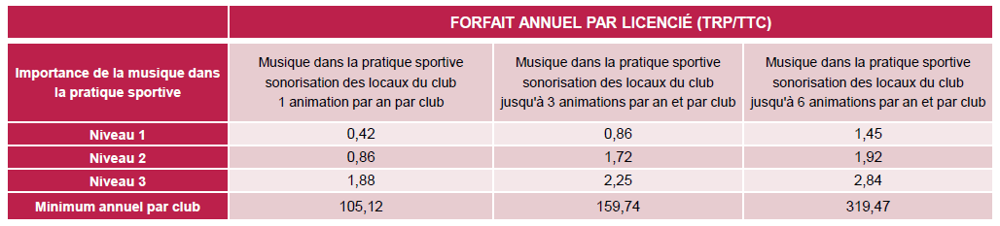 FORFAIT ANNUEL PAR LICENCIÉ (TRP/TTC)
Importance de la musique dans
la pratique sportive
Musique dans la pratique sportive
sonorisation des locaux du club
1 animation par an par club
Musique dans la pratique sportive
sonorisation des locaux du club
jusqu'à 3 animations par an et par club
Musique dans la pratique sportive
sonorisation des locaux du club
jusqu'à 6 animations par an et par club
Niveau 1 0,42 0,86 1,45
Niveau 2 0,86 1,72 1,92
Niveau 3 1,88 2,25 2,84
Minimum annuel par club 105,12 159,74 319,47